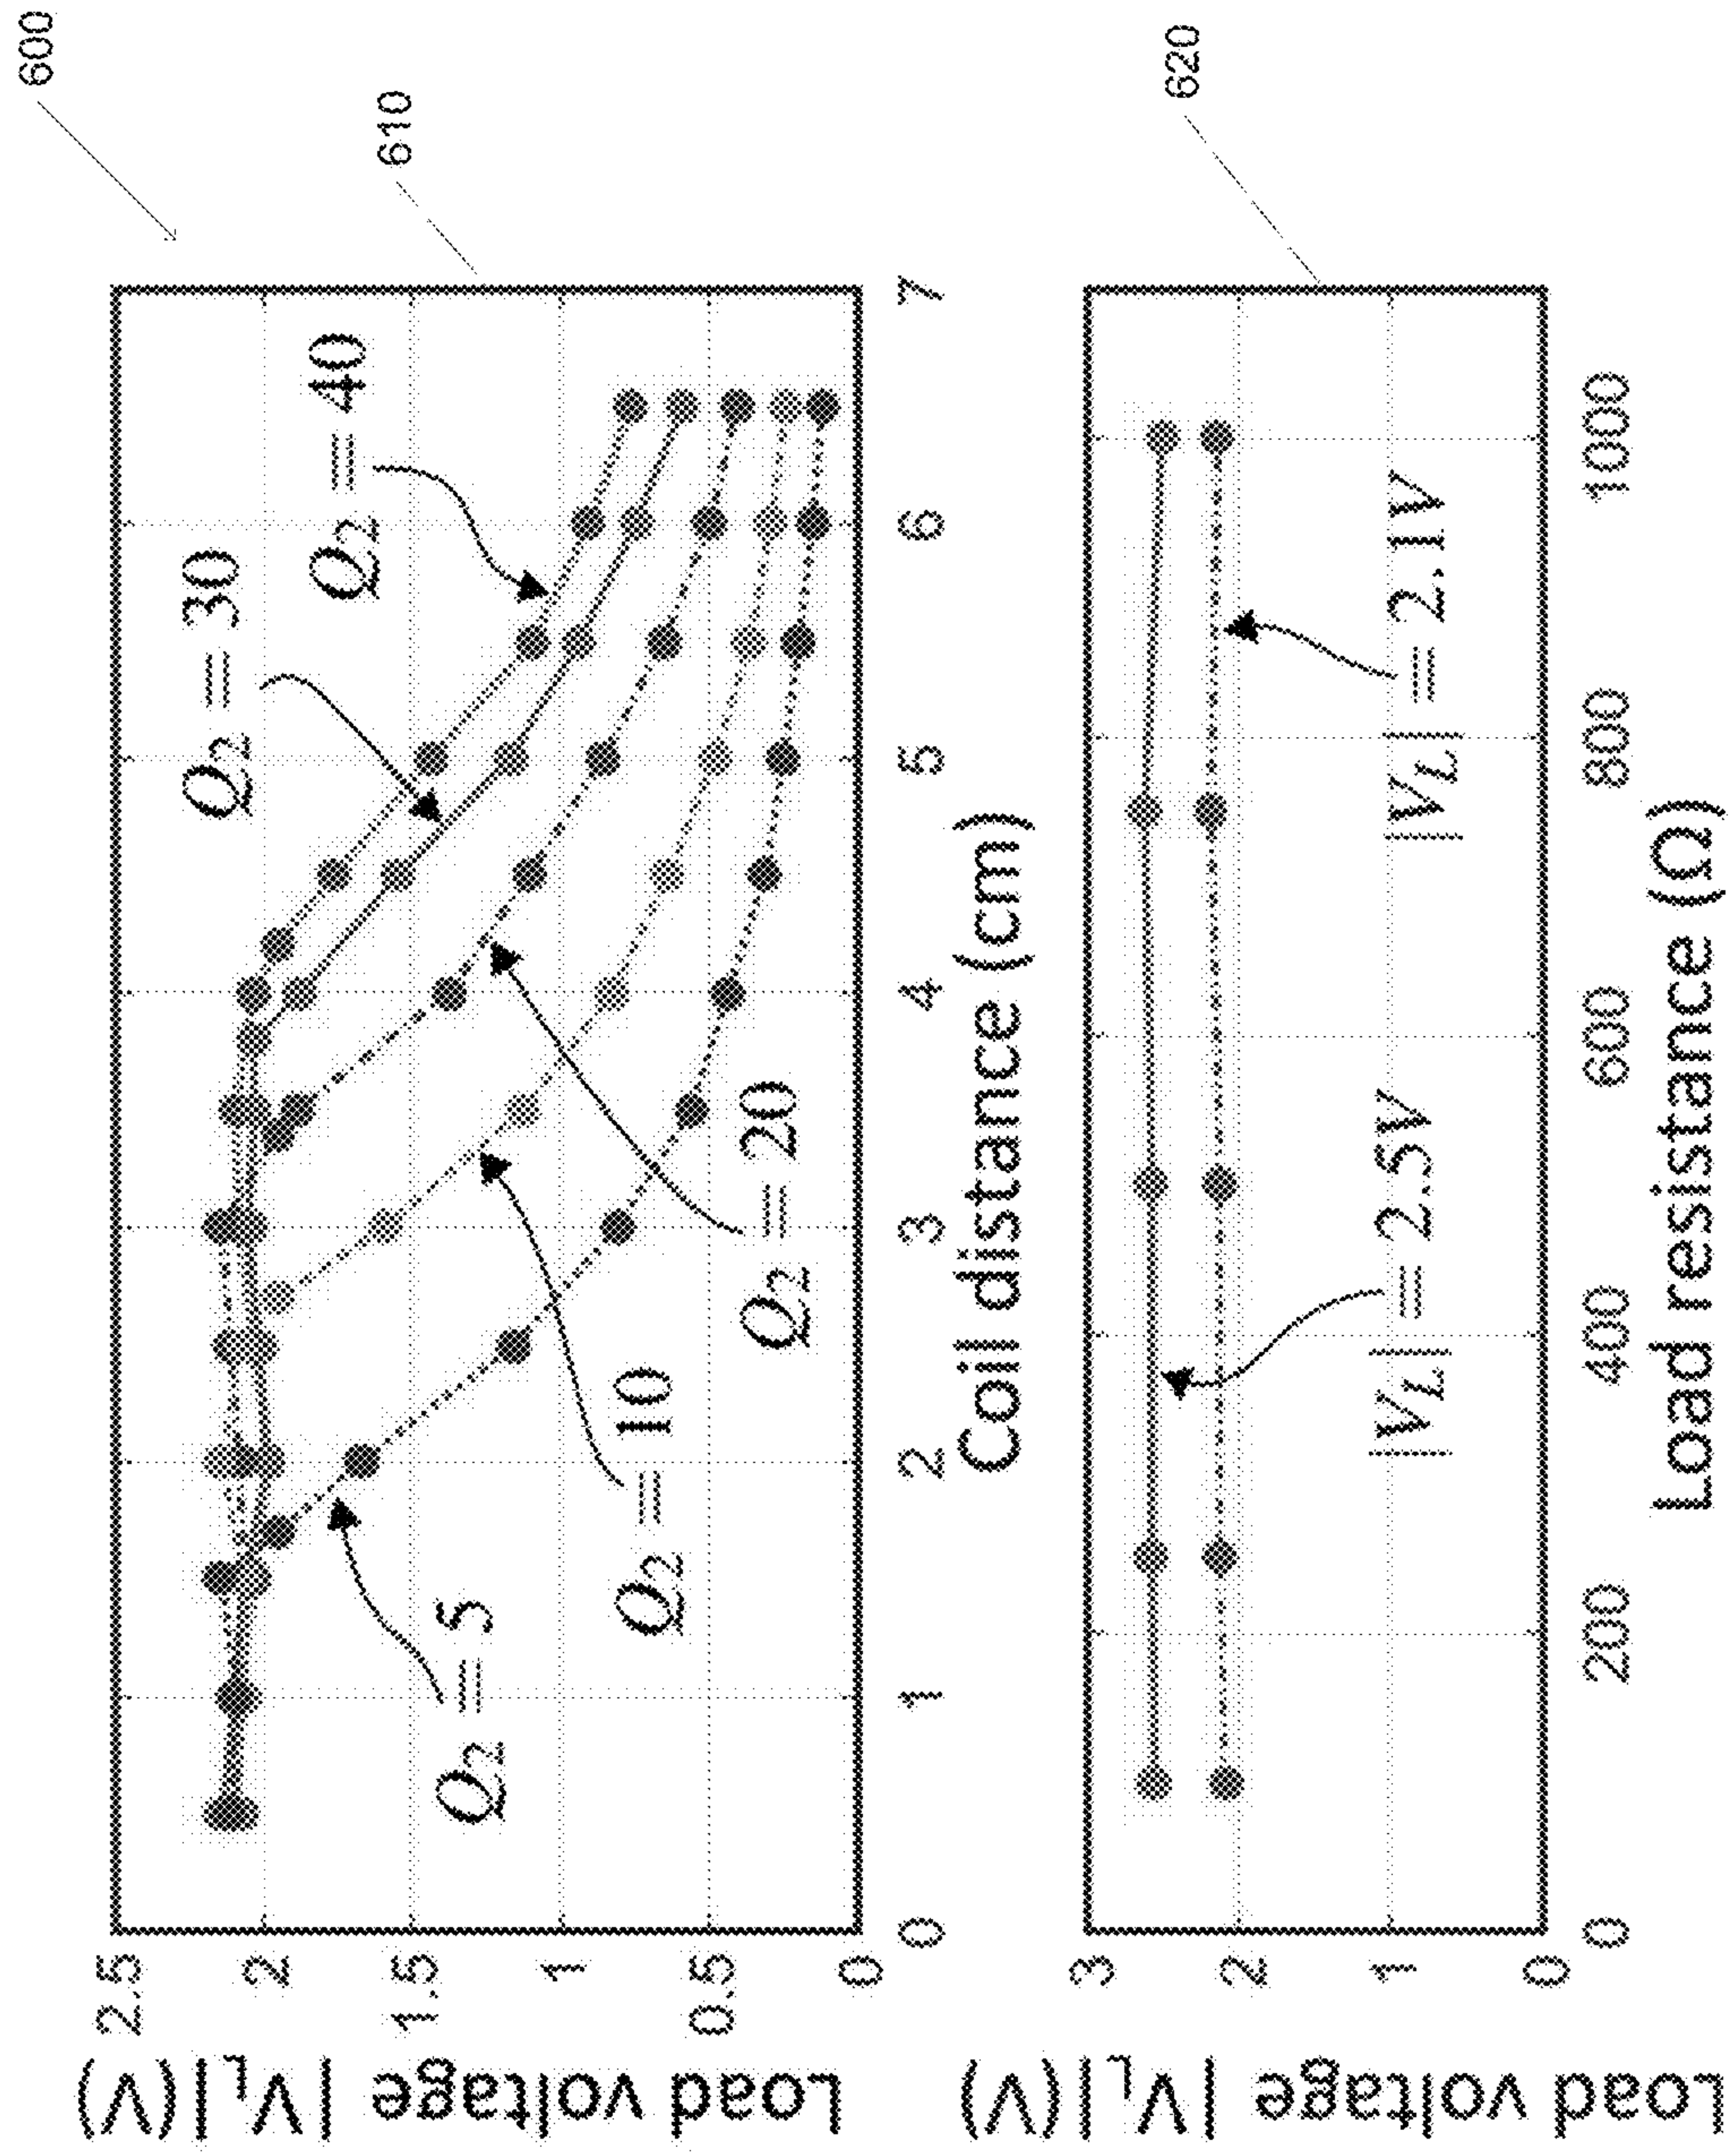 600
610
Load voltage |V_L|(V)
2.5
2
1.5
1
0.5
0
Q₂ = 30
Q₂ = 40
Q₂ = 5
Q₂ = 10
Q₂ = 20
0 1 2 3 4 5 6 7
Coil distance (cm)
620
Load voltage |V_L|(V)
3
2
1
0
|V_L| = 2.5V
|V_L| = 2.1V
0 200 400 600 800 1000
Load resistance (Ω)